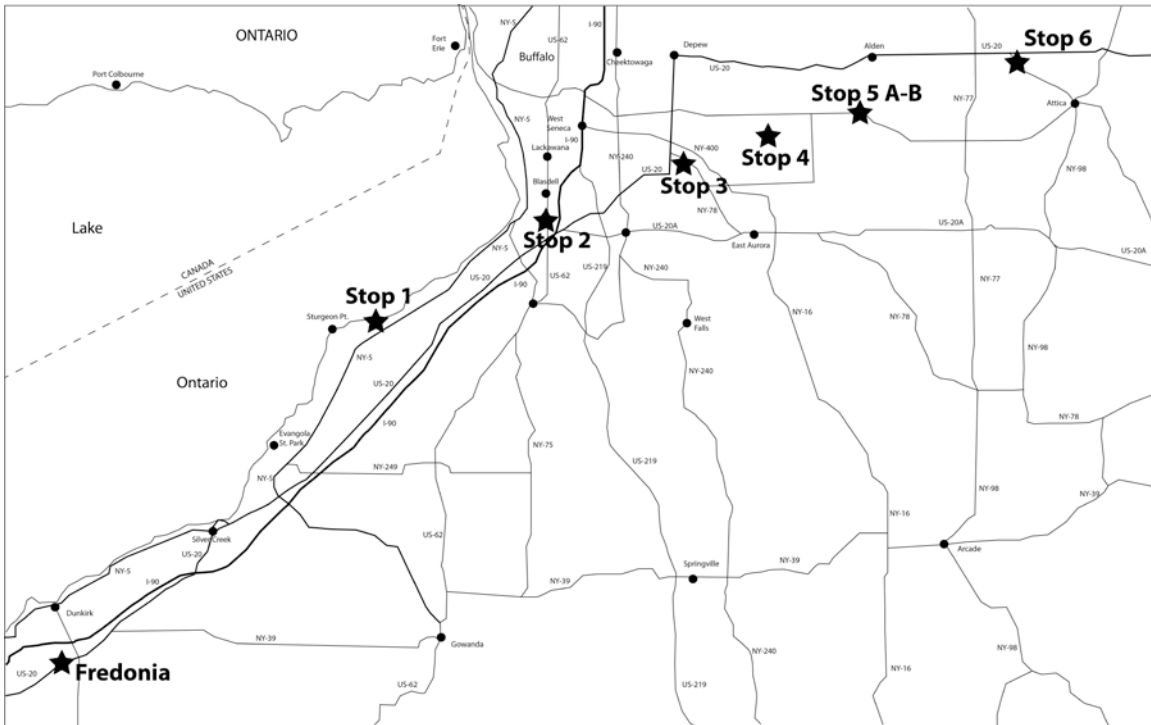 NY-5
US-62
I-90
ONTARIO
Fort
Erie
Buffalo
Depew
Alden
US-20
Stop 6
Cheektowaga
US-20
Port Colbourne
Stop 5 A-B
NY-77
Attica
NY-5
West
Seneca
I-90
NY-400
Lackawana
NY-240
Stop 4
US-20
Stop 3
NY-98
Blasdell
Lake
NY-78
Stop 2
US-20A
US-20A
East Aurora
NY-5
US-20A
CANADA
UNITED STATES
US-20
US-62
US-219
NY-240
I-90
NY-77
Stop 1
Sturgeon Pt.
West
Falls
NY-16
NY-78
NY-98
NY-5
Ontario
US-20
NY-240
I-90
NY-78
Evangola
St. Park
NY-75
NY-249
US-219
NY-5
NY-98
NY-39
NY-16
Silver Creek
US-62
US-20
Arcade
NY-5
I-90
Springville
NY-39
NY-39
Dunkirk
NY-39
Gowanda
NY-98
NY-240
US-20
Fredonia
NY-16
US-62
US-219